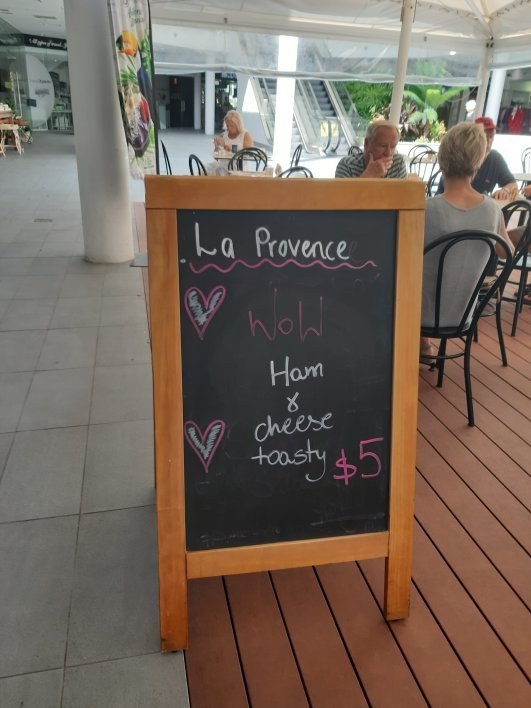 La Provence
WOW
Ham
&
cheese
toasty $5